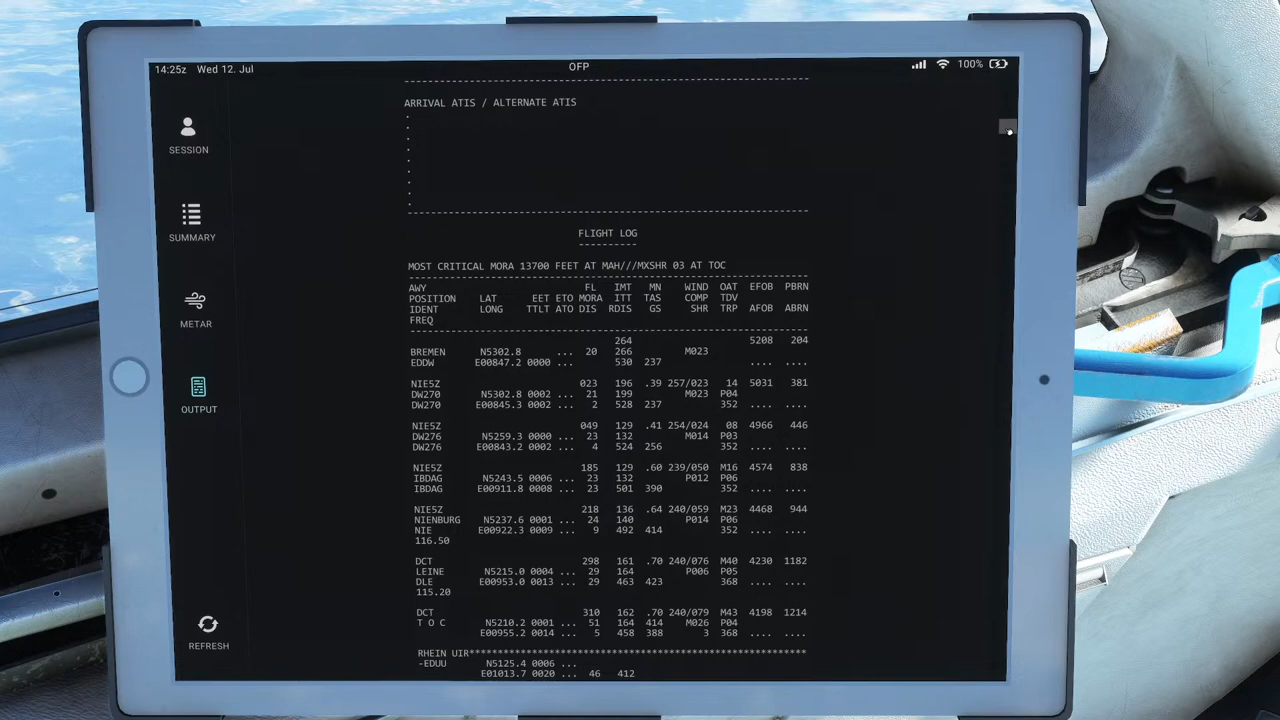 14:25z Wed 12. Jul OFP 100%
SESSION
SUMMARY
METAR
OUTPUT
REFRESH
ARRIVAL ATIS / ALTERNATE ATIS
FLIGHT LOG
MOST CRITICAL MORA 13700 FEET AT MAH///MXSHR 03 AT TOC
AWY FL IMT MN WIND OAT EFOB PBRN
POSITION LAT EET ETO MORA ITT TAS COMP TDV
IDENT LONG TTLT ATO DIS RDIS GS SHR TRP AFOB ABRN
FREQ
264 5208 204
BREMEN N5302.8 ... 20 266 M023
EDDW E00847.2 0000 ... 530 237 .... ....
NIE5Z 023 196 .39 257/023 14 5031 381
DW270 N5302.8 0002 ... 21 199 M023 P04
DW270 E00845.3 0002 ... 2 528 237 352 .... ....
NIE5Z 049 129 .41 254/024 08 4966 446
DW276 N5259.3 0000 ... 23 132 M014 P03
DW276 E00843.2 0002 ... 4 524 256 352 .... ....
NIE5Z 185 129 .60 239/050 M16 4574 838
IBDAG N5243.5 0006 ... 23 132 P012 P06
IBDAG E00911.8 0008 ... 23 501 390 352 .... ....
NIE5Z 218 136 .64 240/059 M23 4468 944
NIENBURG N5237.6 0001 ... 24 140 P014 P06
NIE E00922.3 0009 ... 9 492 414 352 .... ....
116.50
DCT 298 161 .70 240/076 M40 4230 1182
LEINE N5215.0 0004 ... 29 164 P006 P05
DLE E00953.0 0013 ... 29 463 423 368 .... ....
115.20
DCT 310 162 .70 240/079 M43 4198 1214
T O C N5210.2 0001 ... 51 164 414 M026 P04
E00955.2 0014 ... 5 458 388 3 368 .... ....
RHEIN UIR****************************************************************
-EDUU N5125.4 0006 ...
E01013.7 0020 ... 46 412